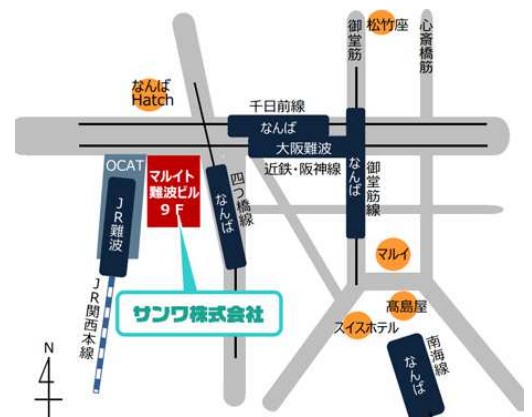 御堂筋
松竹座
心斎橋筋
なんば
Hatch
千日前線
なんば
大阪難波
近鉄・阪神線
なんば
御堂筋線
OCAT
JR難波
マルイト
難波ビル
9F
四つ橋線
なんば
JR関西本線
サンワ株式会社
マルイ
髙島屋
スイスホテル
南海線
なんば
N